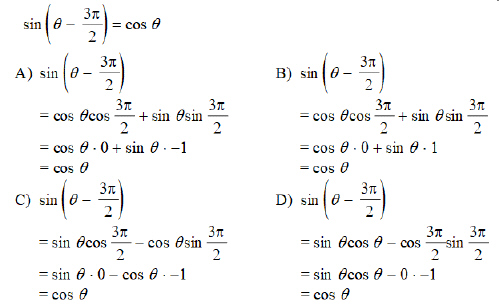 sin(θ − 3π/2) = cos θ
A) sin(θ − 3π/2)
= cos θcos 3π/2 + sin θsin 3π/2
= cos θ · 0 + sin θ · −1
= cos θ
B) sin(θ − 3π/2)
= cos θcos 3π/2 + sin θsin 3π/2
= cos θ · 0 + sin θ · 1
= cos θ
C) sin(θ − 3π/2)
= sin θcos 3π/2 − cos θsin 3π/2
= sin θ · 0 − cos θ · −1
= cos θ
D) sin(θ − 3π/2)
= sin θcos θ − cos 3π/2 sin 3π/2
= sin θcos θ − 0 · −1
= cos θ